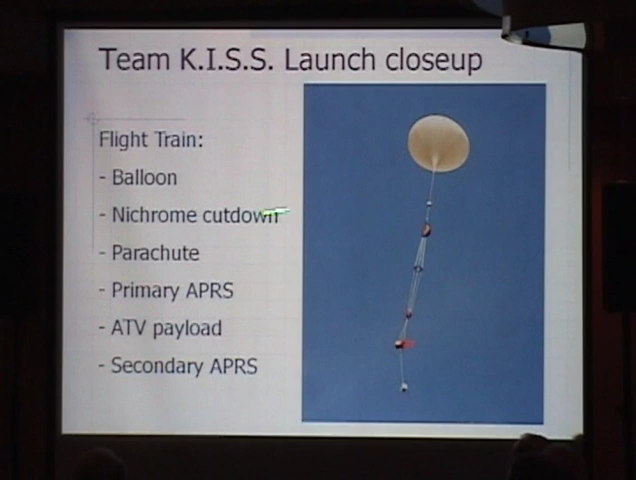 Team K.I.S.S. Launch closeup
Flight Train:
- Balloon
- Nichrome cutdown
- Parachute
- Primary APRS
- ATV payload
- Secondary APRS